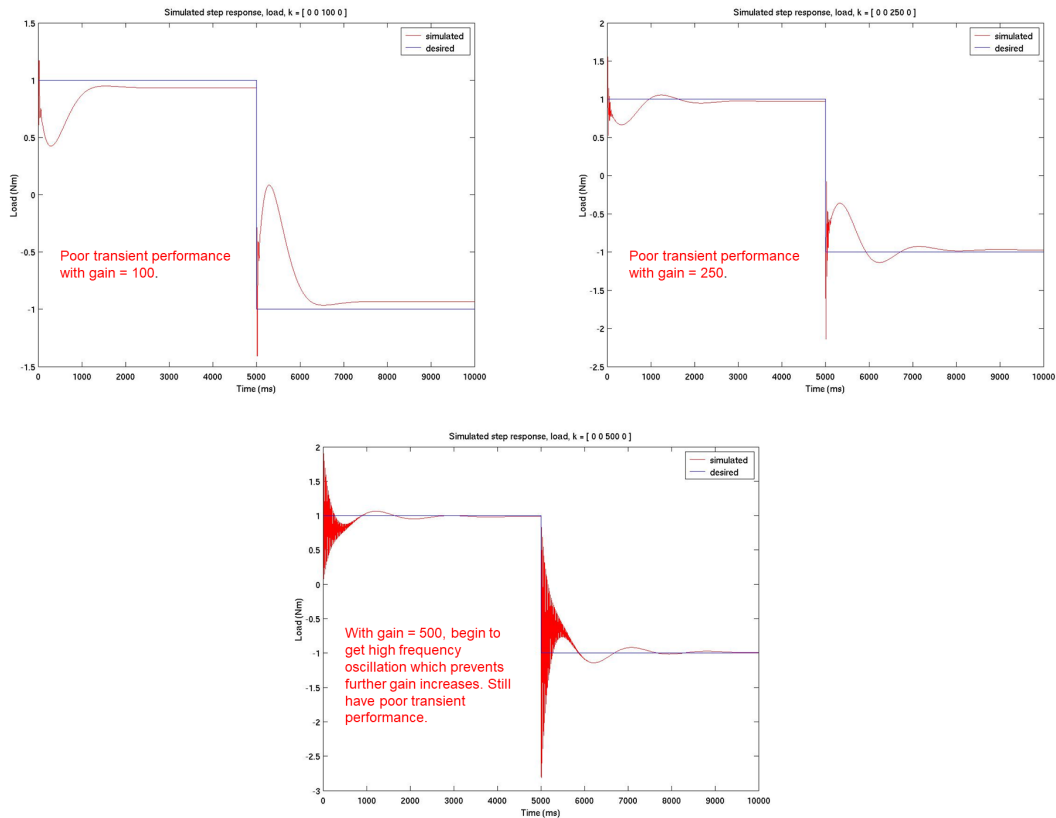 Simulated step response, load, k = [ 0 0 100 0 ]
simulated
desired
1.5
1
0.5
0
-0.5
-1
-1.5
Load (Nm)
Poor transient performance
with gain = 100.
0 1000 2000 3000 4000 5000 6000 7000 8000 9000 10000
Time (ms)
Simulated step response, load, k = [ 0 0 250 0 ]
simulated
desired
2
1.5
1
0.5
0
-0.5
-1
-1.5
-2
-2.5
Load (Nm)
Poor transient performance
with gain = 250.
0 1000 2000 3000 4000 5000 6000 7000 8000 9000 10000
Time (ms)
Simulated step response, load, k = [ 0 0 500 0 ]
simulated
desired
2
1.5
1
0.5
0
-0.5
-1
-1.5
-2
-2.5
-3
Load (Nm)
With gain = 500, begin to
get high frequency
oscillation which prevents
further gain increases. Still
have poor transient
performance.
0 1000 2000 3000 4000 5000 6000 7000 8000 9000 10000
Time (ms)